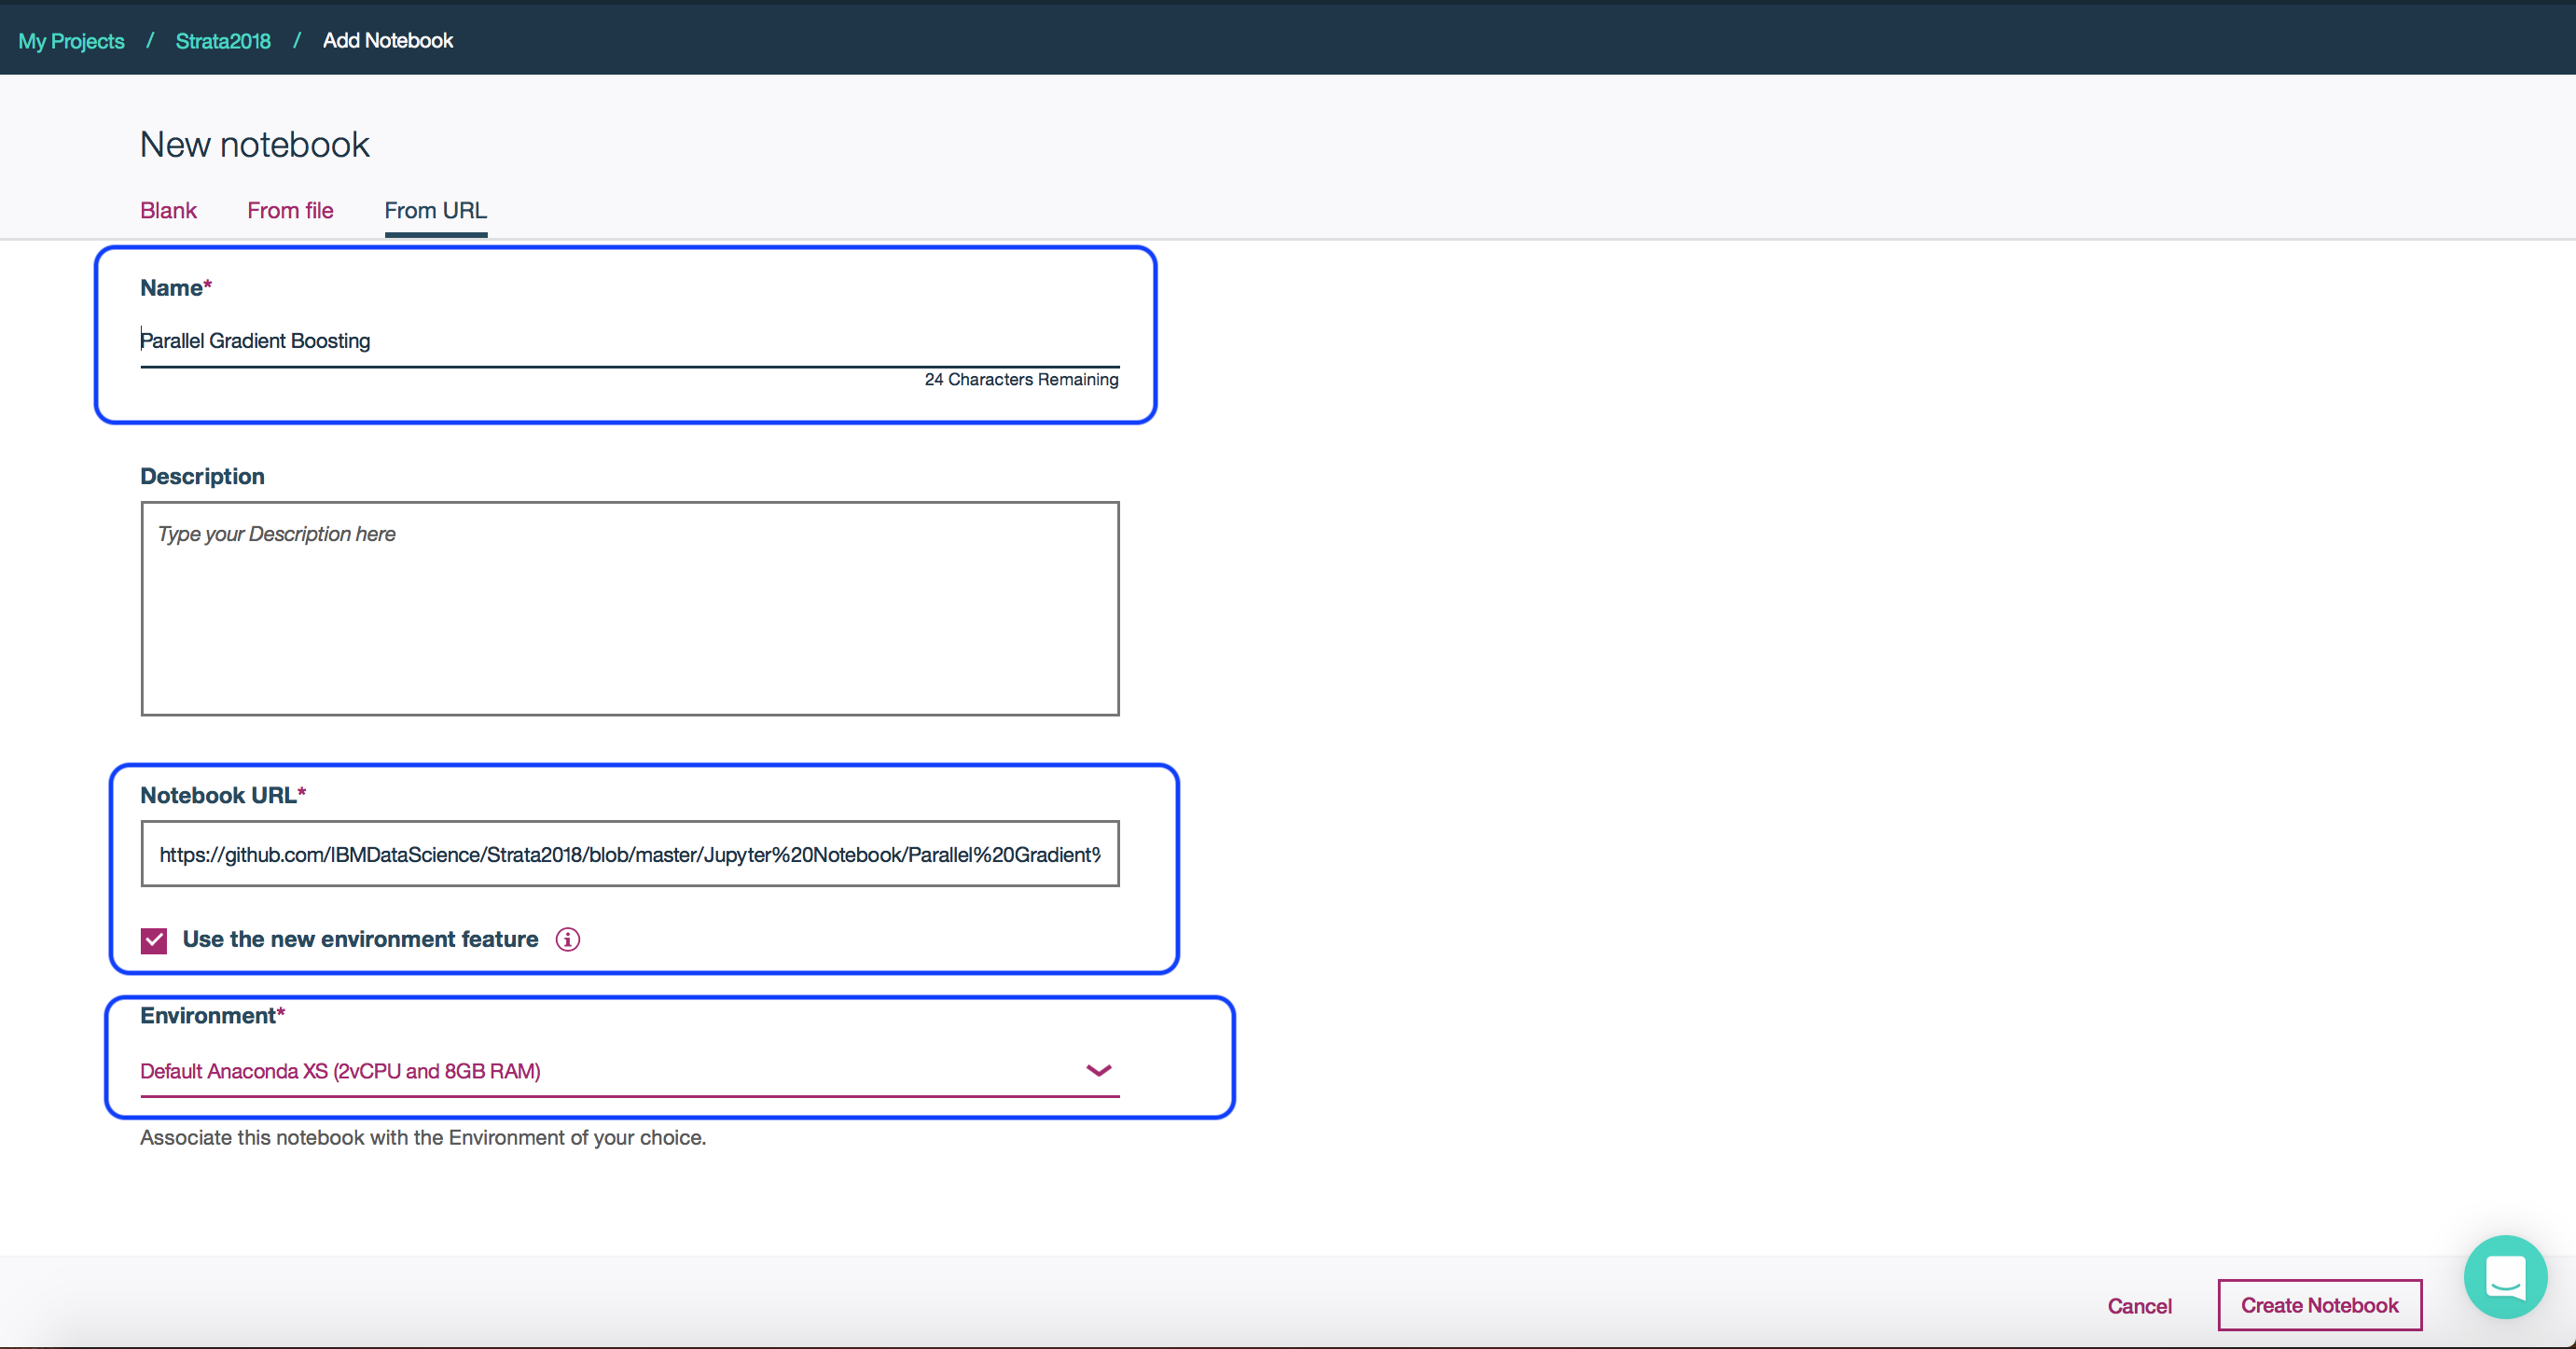 My Projects / Strata2018 / Add Notebook
New notebook
Blank From file From URL
Name*
Parallel Gradient Boosting
24 Characters Remaining
Description
Type your Description here
Notebook URL*
https://github.com/IBMDataScience/Strata2018/blob/master/Jupyter%20Notebook/Parallel%20Gradient%
Use the new environment feature
Environment*
Default Anaconda XS (2vCPU and 8GB RAM)
Associate this notebook with the Environment of your choice.
Cancel Create Notebook